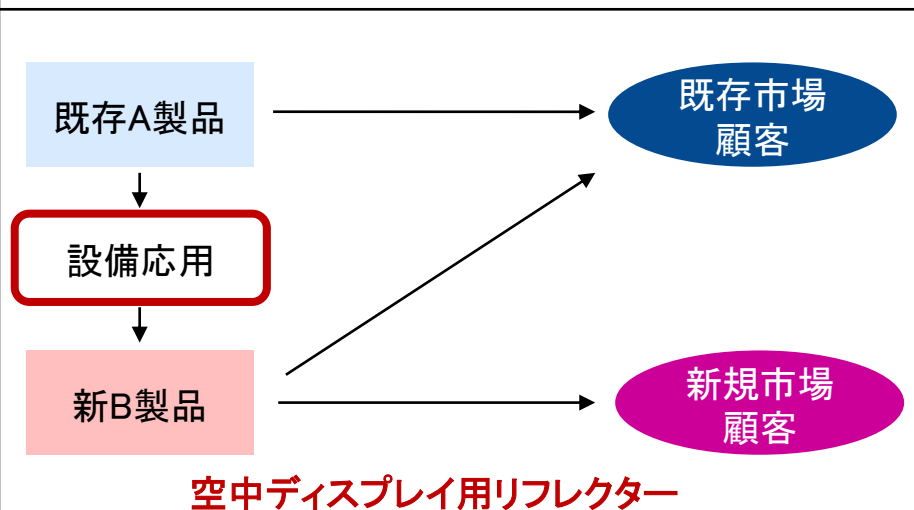 既存A製品
既存市場
顧客
設備応用
新B製品
新規市場
顧客
空中ディスプレイ用リフレクター